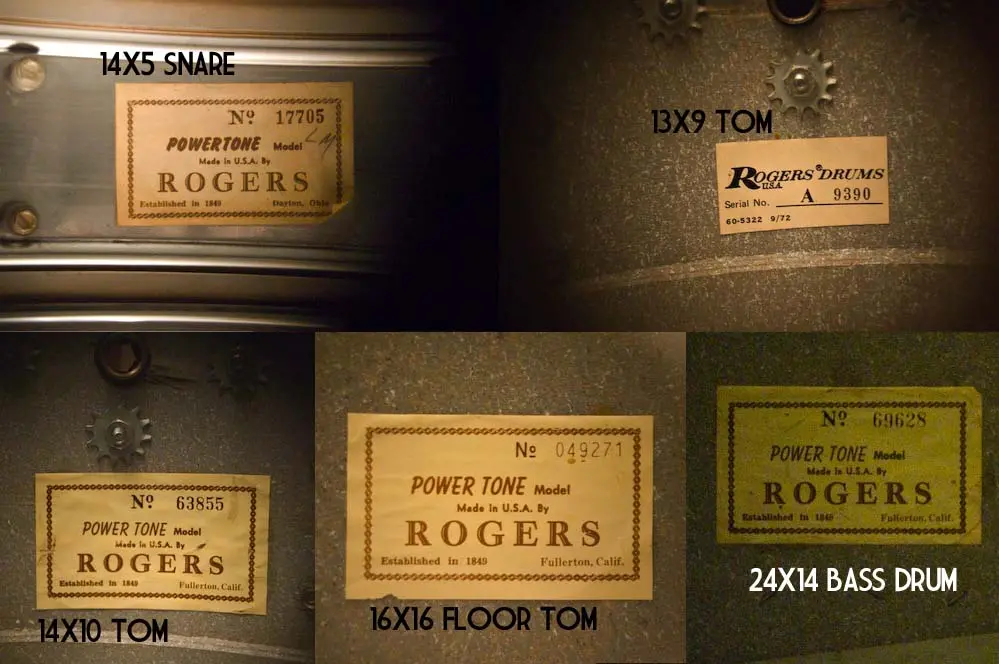 14X5 SNARE
Nº 17705
POWERTONE Model LM
Made in U.S.A. By
ROGERS
Established in 1849 Dayton, Ohio
13X9 TOM
ROGERS® DRUMS
U.S.A.
Serial No. A 9390
60-5322 9/72
Nº 63855
POWER TONE Model
Made in U.S.A. By
ROGERS
Established in 1849 Fullerton, Calif.
14X10 TOM
Nº 049271
POWER TONE Model
Made in U.S.A. By
ROGERS
Established in 1849 Fullerton, Calif.
16X16 FLOOR TOM
Nº 69628
POWER TONE Model
Made in U.S.A. By
ROGERS
Established in 1849 Fullerton, Calif.
24X14 BASS DRUM